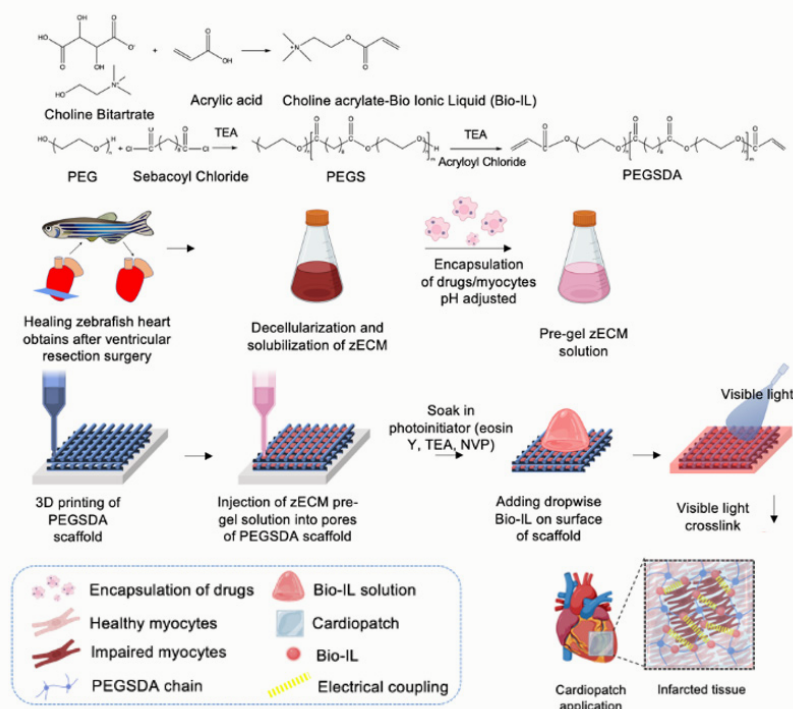 HO
O
OH
O
O-
OH
+
O
OH
N+
O
O
HO
N+
Choline Bitartrate
Acrylic acid
Choline acrylate-Bio Ionic Liquid (Bio-IL)
TEA
TEA
Acryloyl Chloride
PEG
Sebacoyl Chloride
PEGS
PEGSDA
Healing zebrafish heart
obtains after ventricular
resection surgery
Decellularization and
solubilization of zECM
Encapsulation
of drugs/myocytes
pH adjusted
Pre-gel zECM
solution
3D printing of
PEGSDA
scaffold
Injection of zECM pre-
gel solution into pores
of PEGSDA scaffold
Soak in
photoinitiator (eosin
Y, TEA, NVP)
Adding dropwise
Bio-IL on surface
of scaffold
Visible light
Visible light
crosslink
Encapsulation of drugs
Healthy myocytes
Impaired myocytes
PEGSDA chain
Bio-IL solution
Cardiopatch
Bio-IL
Electrical coupling
Cardiopatch
application
Infarcted tissue